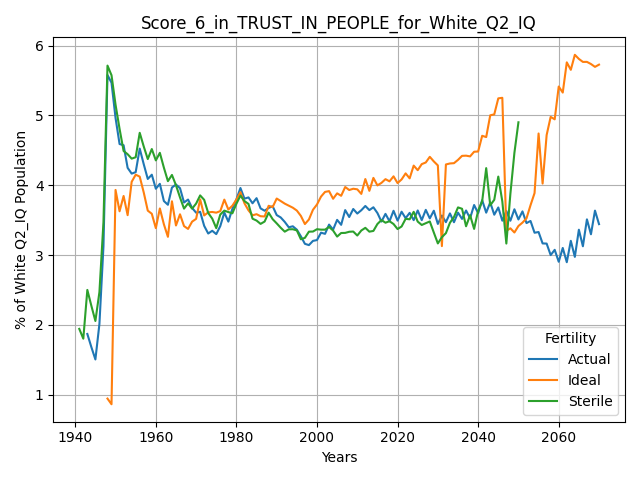 Score_6_in_TRUST_IN_PEOPLE_for_White_Q2_IQ
% of White Q2_IQ Population
6
5
4
3
2
1
1940 1960 1980 2000 2020 2040 2060
Years
Fertility
Actual
Ideal
Sterile